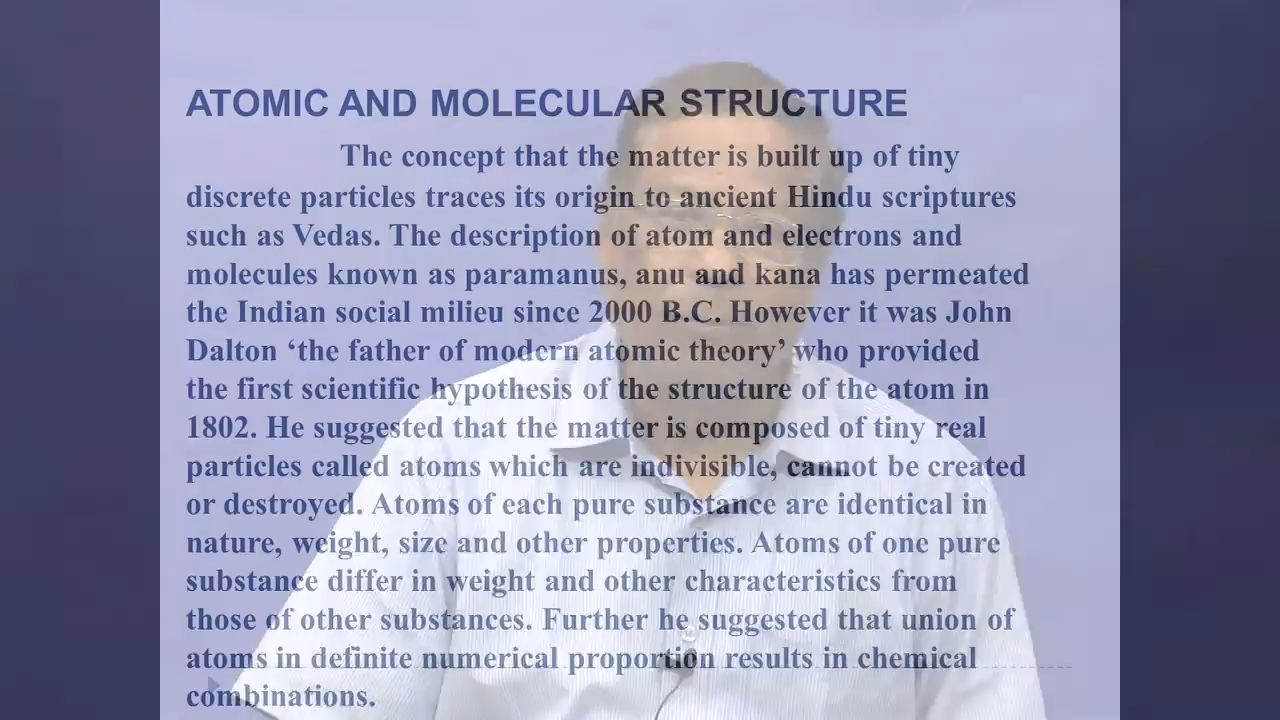 ATOMIC AND MOLECULAR STRUCTURE
The concept that the matter is built up of tiny
discrete particles traces its origin to ancient Hindu scriptures
such as Vedas. The description of atom and electrons and
molecules known as paramanus, anu and kana has permeated
the Indian social milieu since 2000 B.C. However it was John
Dalton ‘the father of modern atomic theory’ who provided
the first scientific hypothesis of the structure of the atom in
1802. He suggested that the matter is composed of tiny real
particles called atoms which are indivisible, cannot be created
or destroyed. Atoms of each pure substance are identical in
nature, weight, size and other properties. Atoms of one pure
substance differ in weight and other characteristics from
those of other substances. Further he suggested that union of
atoms in definite numerical proportion results in chemical
combinations.